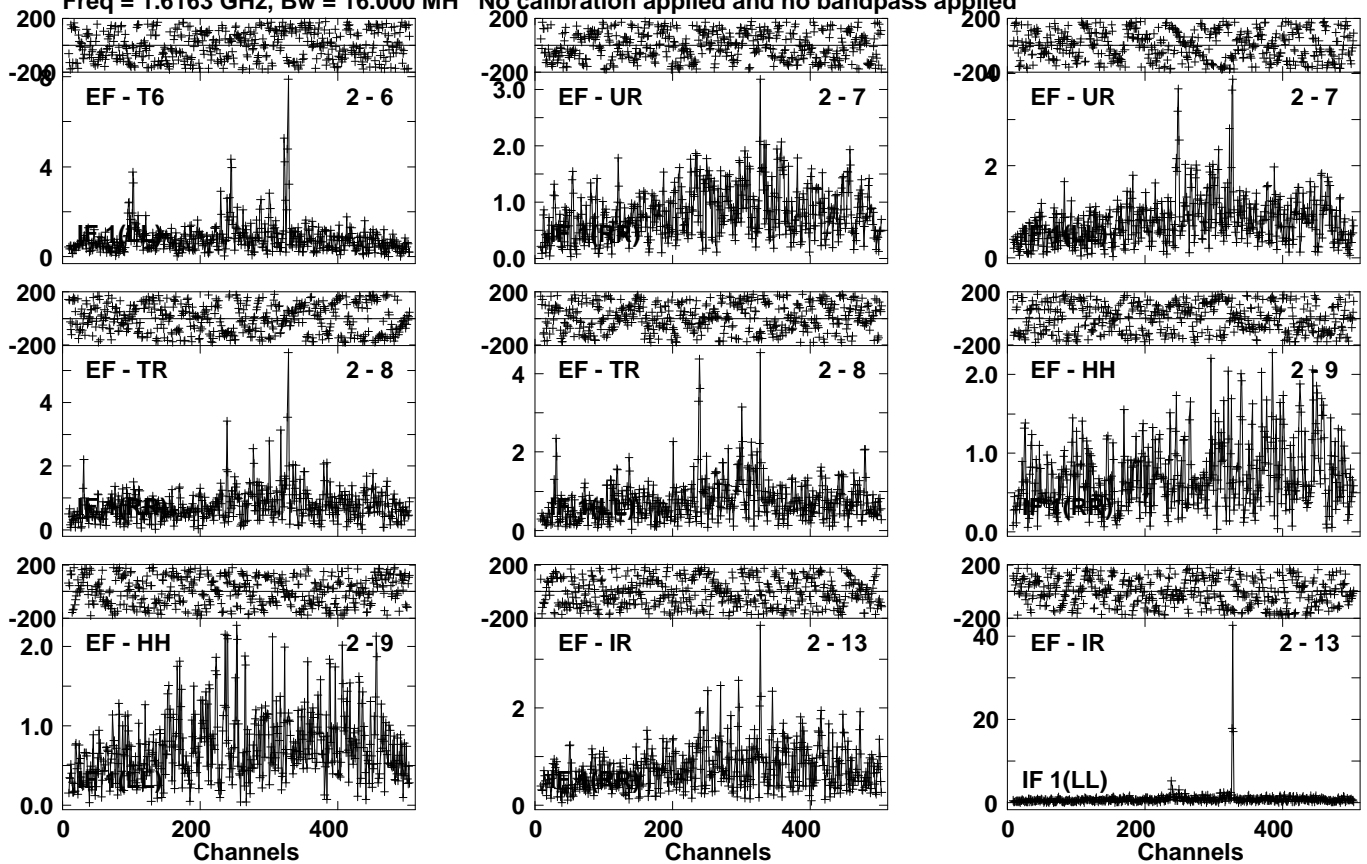 Freq = 1.6163 GHz, Bw = 16.000 MH No calibration applied and no bandpass applied
200 200 200
-200 -200 -200
EF - T6 2 - 6 EF - UR 2 - 7 EF - UR 2 - 7
4 2
0
3.0
2.0
1.0
0.0
4
2
0
200 200 200
-200 -200 -200
EF - TR 2 - 8 EF - TR 2 - 8 EF - HH 2 - 9
4
2
0
4
2
0
2.0
1.0
0.0
IF 1(RR)
200 200 200
-200 -200 -200
EF - HH 2 - 9 EF - IR 2 - 13 EF - IR 2 - 13
2.0
1.0
0.0
2
0
40
20
0
IF 1(LL)
0 200 400 0 200 400 0 200 400
Channels Channels Channels